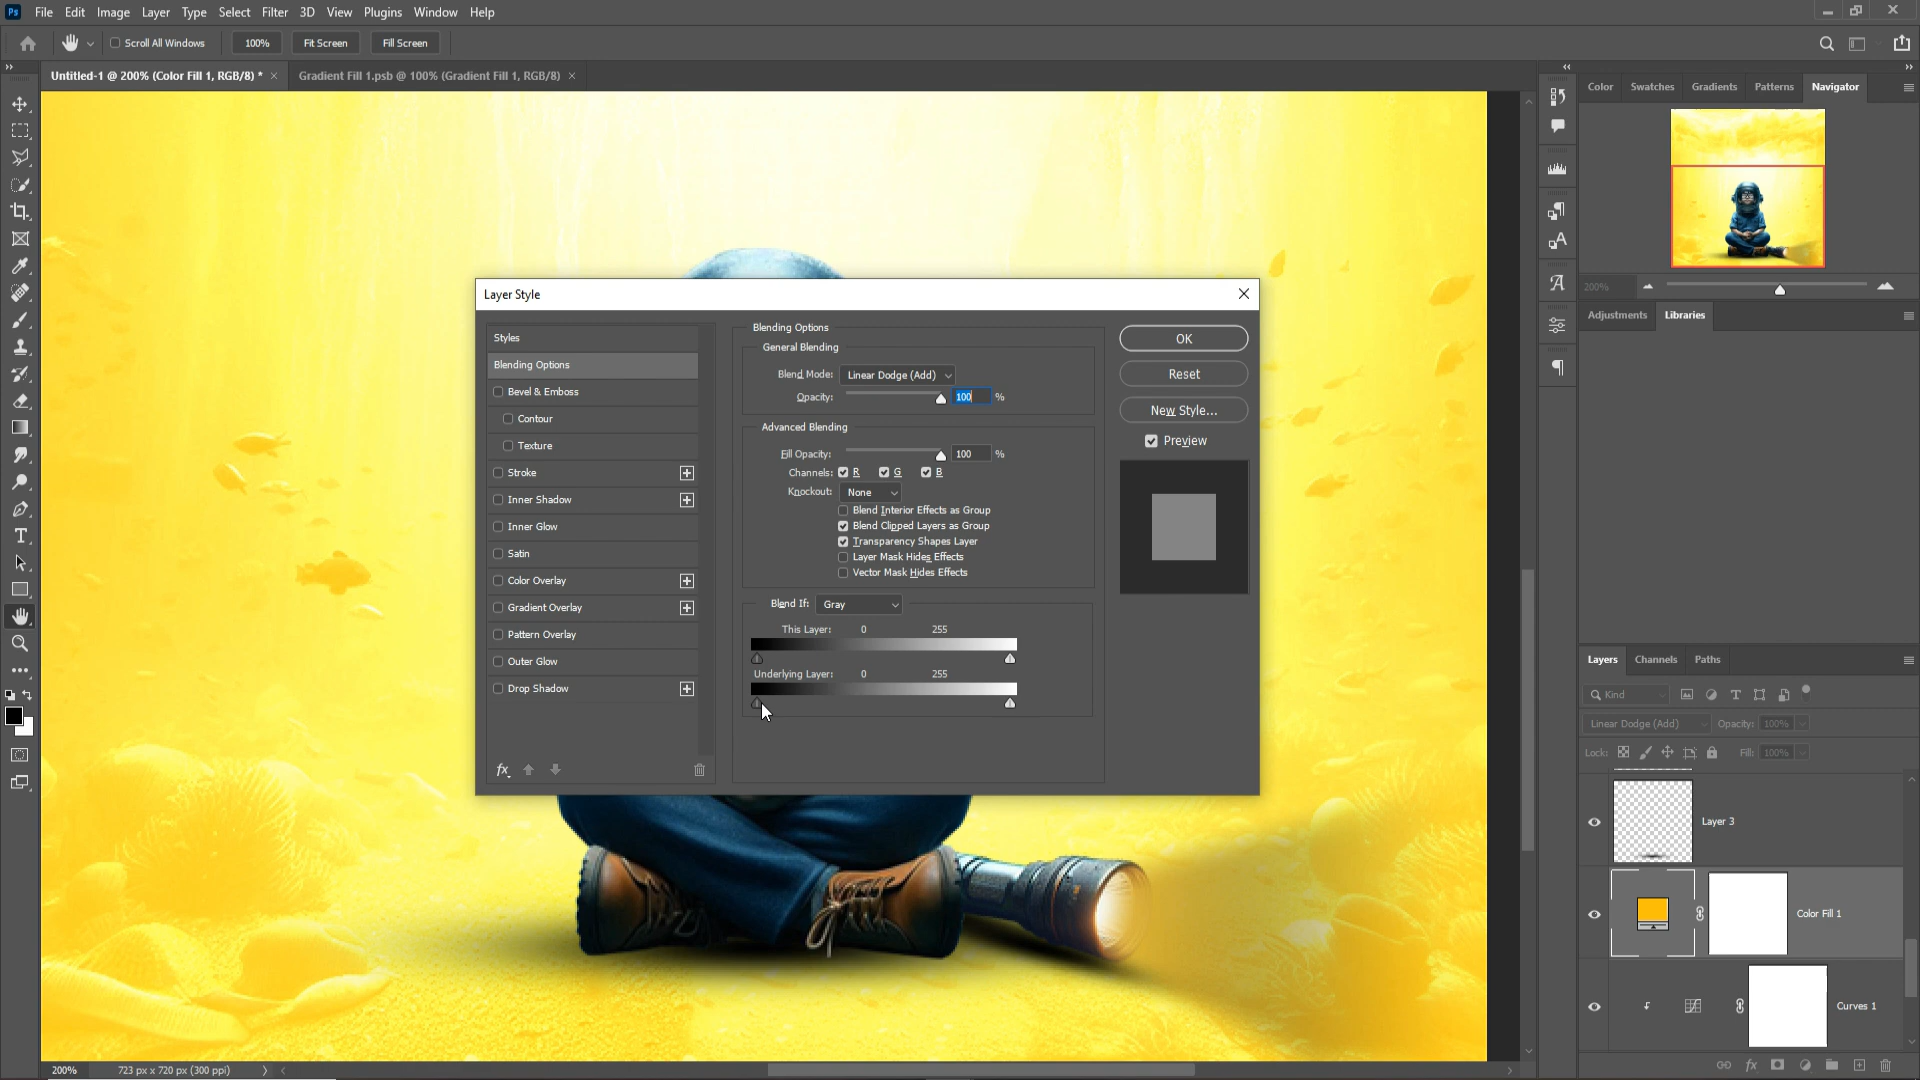 Ps File Edit Image Layer Type Select Filter 3D View Plugins Window Help
Scroll All Windows 100% Fit Screen Fill Screen
Untitled-1 @ 200% (Color Fill 1, RGB/8) * × Gradient Fill 1.psb @ 100% (Gradient Fill 1, RGB/8) ×
Color Swatches Gradients Patterns Navigator
200%
Adjustments Libraries
Layer Style
Styles
Blending Options
Bevel & Emboss
Contour
Texture
Stroke
Inner Shadow
Inner Glow
Satin
Color Overlay
Gradient Overlay
Pattern Overlay
Outer Glow
Drop Shadow
fx
Blending Options
General Blending
Blend Mode: Linear Dodge (Add)
Opacity: 100 %
Advanced Blending
Fill Opacity: 100 %
Channels: R G B
Knockout: None
Blend Interior Effects as Group
Blend Clipped Layers as Group
Transparency Shapes Layer
Layer Mask Hides Effects
Vector Mask Hides Effects
Blend If: Gray
This Layer: 0 255
Underlying Layer: 0 255
OK
Reset
New Style...
Preview
Layers Channels Paths
Kind
Linear Dodge (Add) Opacity: 100%
Lock: Fill: 100%
Layer 3
Color Fill 1
Curves 1
fx
200% 723 px x 720 px (300 ppi)